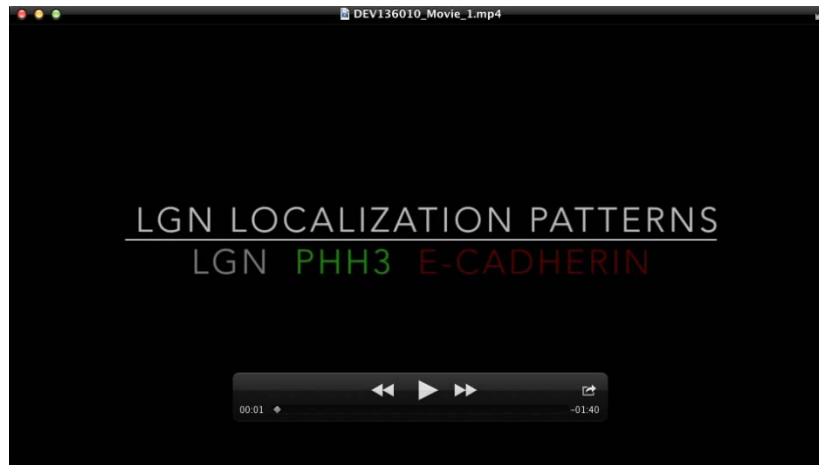 DEV136010_Movie_1.mp4
LGN LOCALIZATION PATTERNS
LGN PHH3 E-CADHERIN
00:01 -01:40